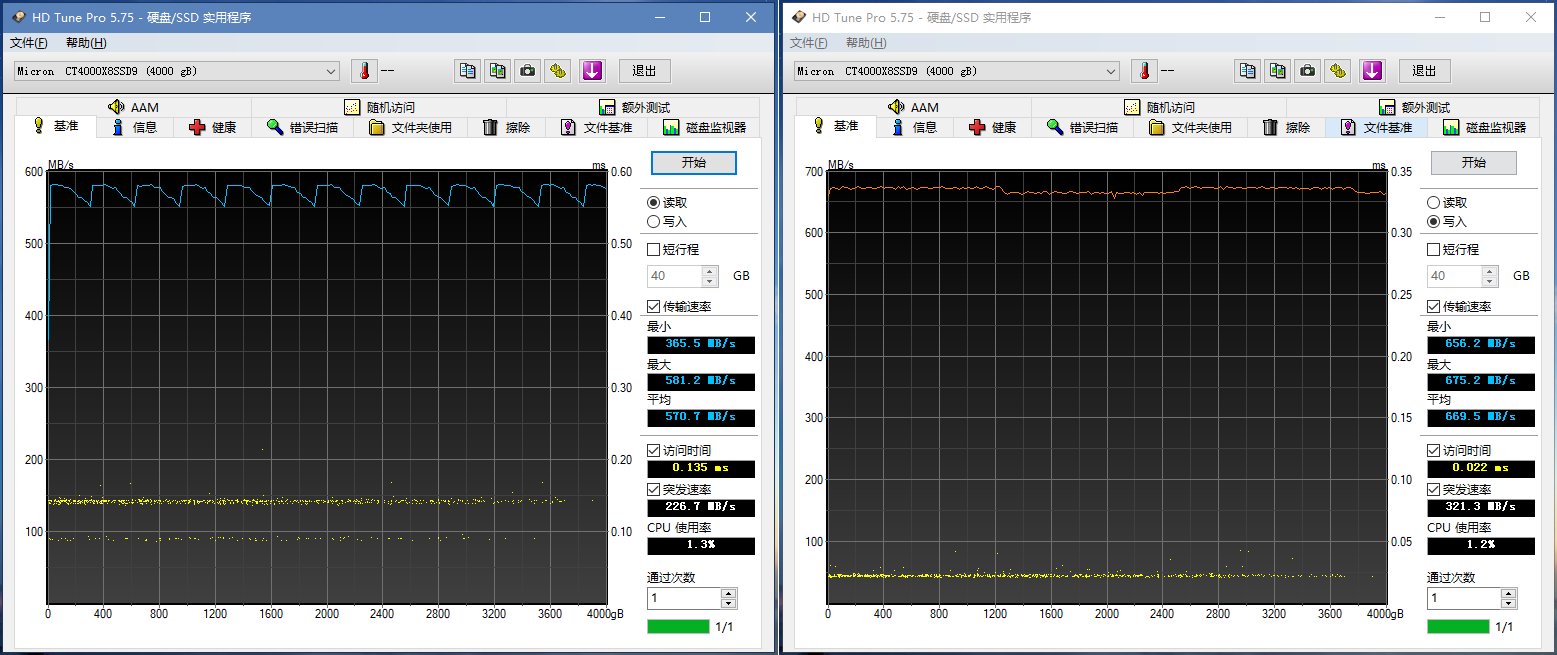 HD Tune Pro 5.75 - 硬盘/SSD 实用程序
文件(F) 帮助(H)
Micron CT4000X8SSD9 (4000 gB)
--
退出
AAM 随机访问 额外测试
基准 信息 健康 错误扫描 文件夹使用 擦除 文件基准 磁盘监视器
MB/s ms
600 0.60
500 0.50
400 0.40
300 0.30
200 0.20
100 0.10
0 400 800 1200 1600 2000 2400 2800 3200 3600 4000gB
开始
读取
写入
短行程
40 GB
传输速率
最小
365.5 MB/s
最大
581.2 MB/s
平均
570.7 MB/s
访问时间
0.135 ms
突发速率
226.7 MB/s
CPU 使用率
1.3%
通过次数
1
1/1
HD Tune Pro 5.75 - 硬盘/SSD 实用程序
文件(F) 帮助(H)
Micron CT4000X8SSD9 (4000 gB)
--
退出
AAM 随机访问 额外测试
基准 信息 健康 错误扫描 文件夹使用 擦除 文件基准 磁盘监视器
MB/s ms
700 0.35
600 0.30
500 0.25
400 0.20
300 0.15
200 0.10
100 0.05
0 400 800 1200 1600 2000 2400 2800 3200 3600 4000gB
开始
读取
写入
短行程
40 GB
传输速率
最小
656.2 MB/s
最大
675.2 MB/s
平均
669.5 MB/s
访问时间
0.022 ms
突发速率
321.3 MB/s
CPU 使用率
1.2%
通过次数
1
1/1